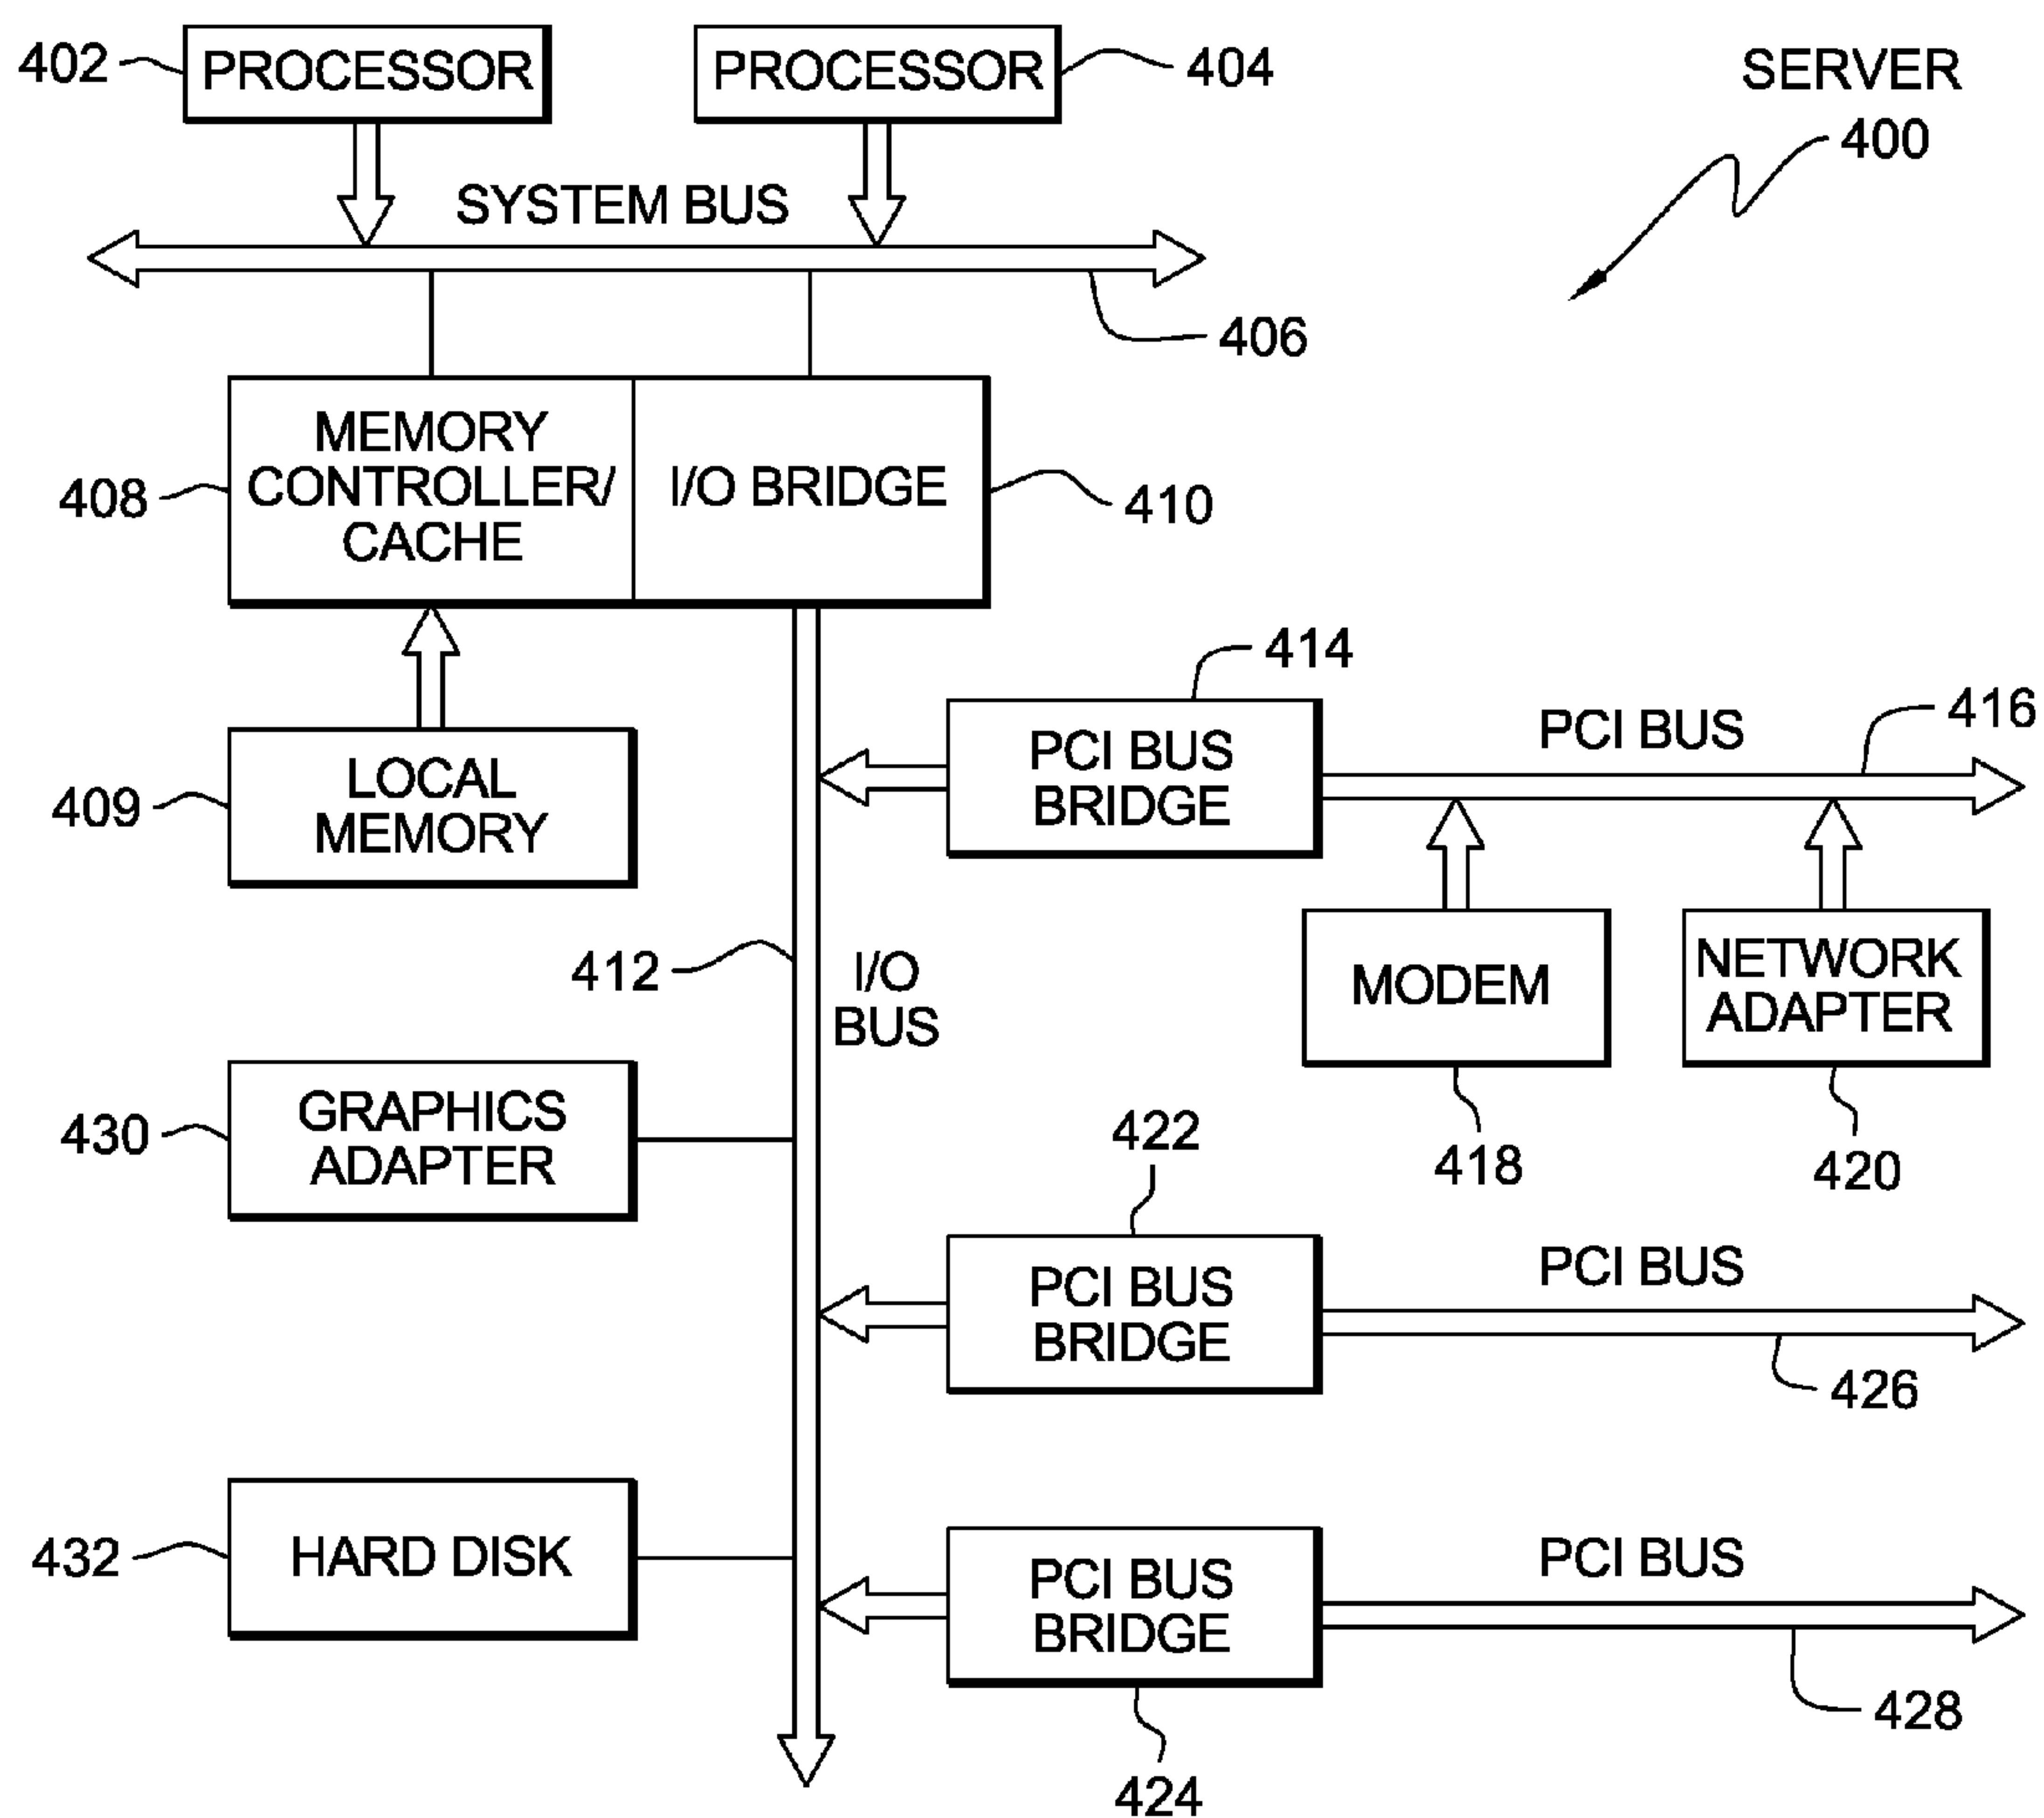 402
PROCESSOR
PROCESSOR
404
SERVER
400
SYSTEM BUS
406
408
MEMORY
CONTROLLER/
CACHE
I/O BRIDGE
410
414
409
LOCAL
MEMORY
PCI BUS
BRIDGE
PCI BUS
416
412
I/O
BUS
MODEM
NETWORK
ADAPTER
418
420
430
GRAPHICS
ADAPTER
422
PCI BUS
BRIDGE
PCI BUS
426
432
HARD DISK
PCI BUS
BRIDGE
PCI BUS
428
424